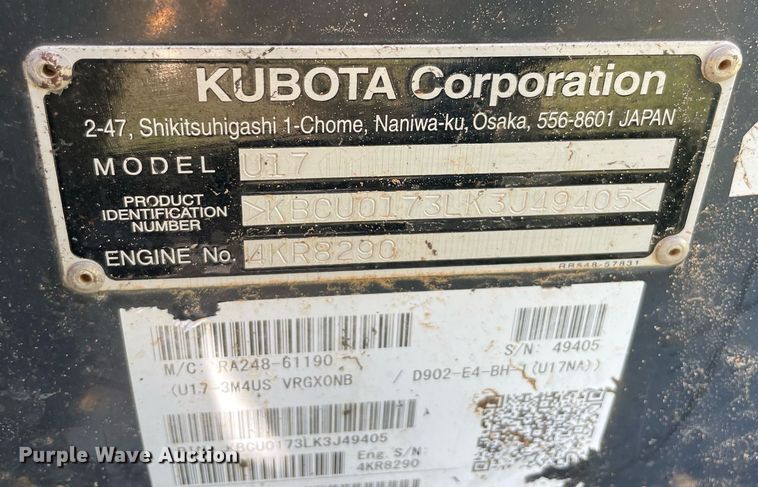 KUBOTA Corporation
2-47, Shikitsuhigashi 1-Chome, Naniwa-ku, Osaka, 556-8601 JAPAN
MODEL U17
PRODUCT
IDENTIFICATION
NUMBER
>KBCU0173LK3J49405<
ENGINE No. 4KR8290
RB548-57831
M/C: RA248-61190
S/N: 49405
(U17-3M4US VRGXONB / D902-E4-BH-1(U17NA))
KBCU0173LK3J49405
Eng. S/N:
4KR8290
Purple Wave Auction